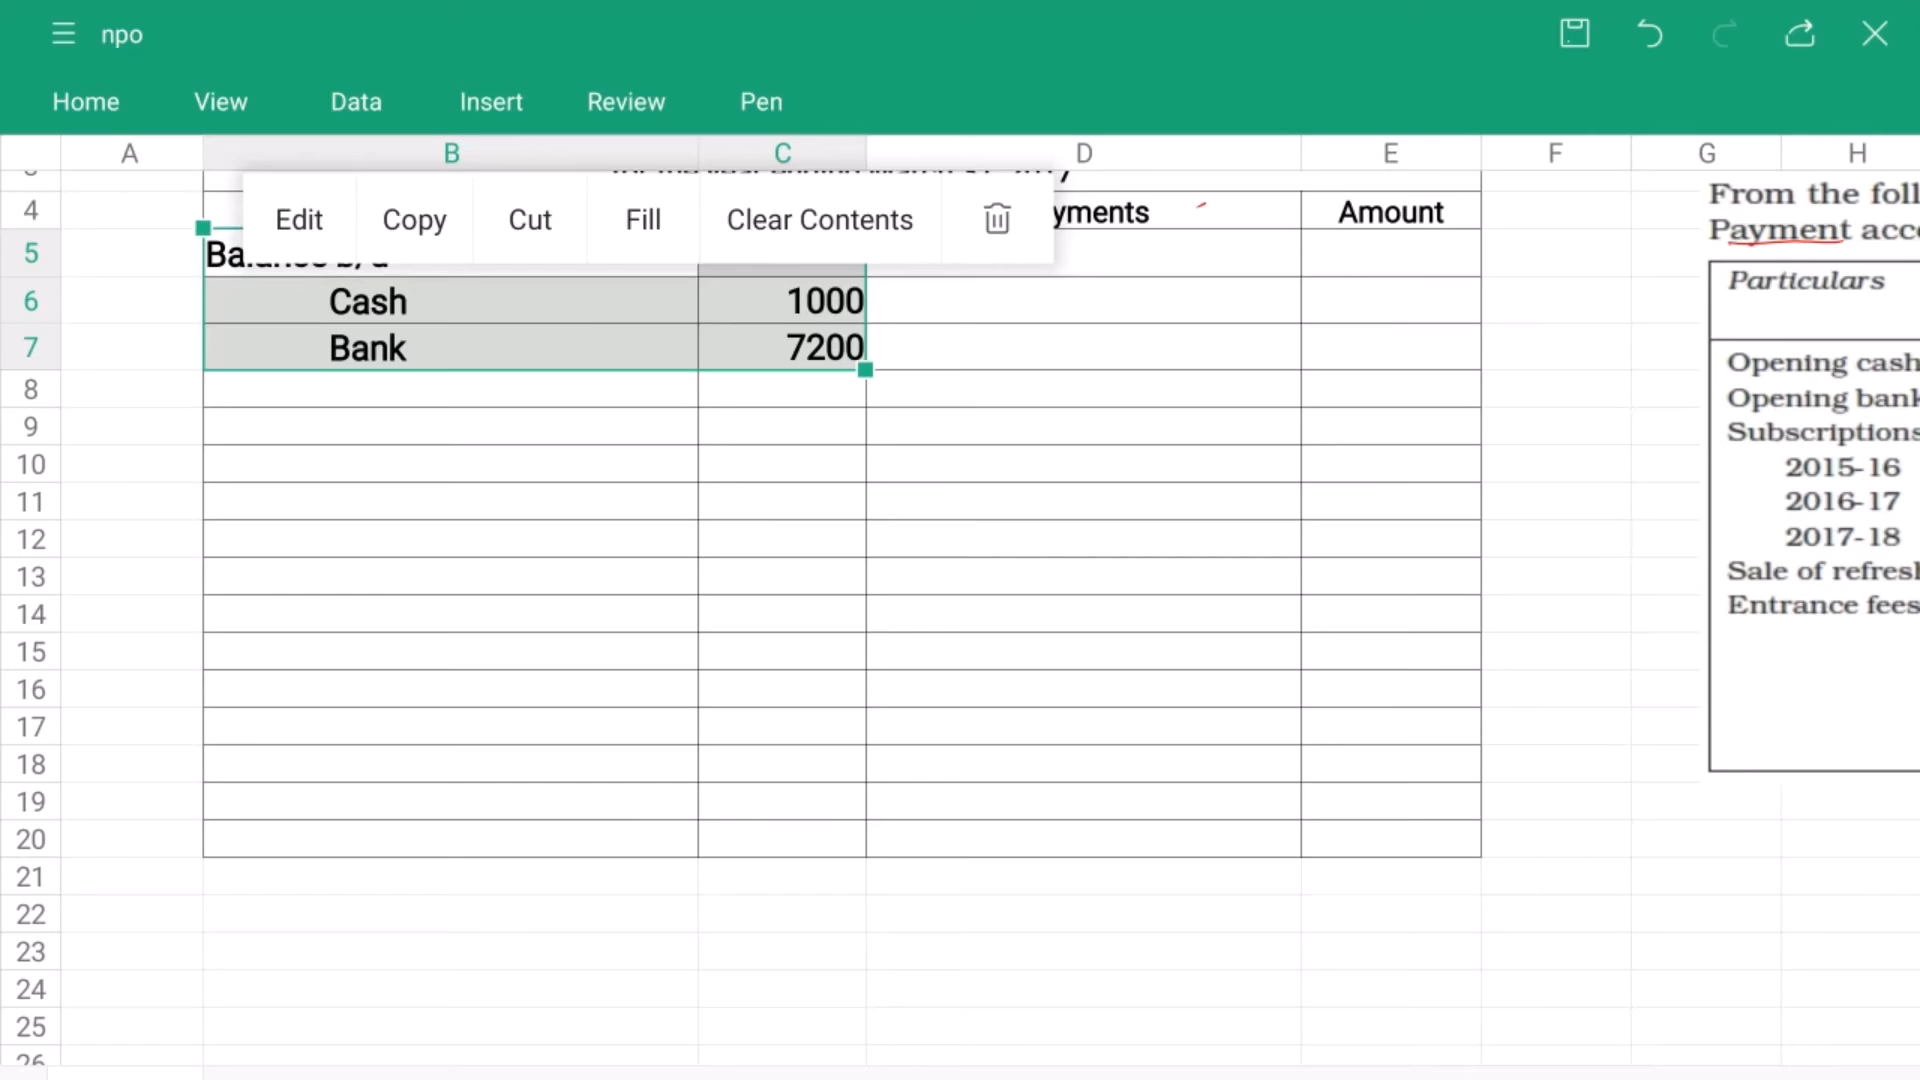 npo
Home View Data Insert Review Pen
A B C D E F G H
Edit Copy Cut Fill Clear Contents
4 yments Amount
5
6 Cash 1000
7 Bank 7200
8
9
10
11
12
13
14
15
16
17
18
19
20
21
22
23
24
25
26
From the foll
Payment acc
Particulars
Opening cash
Opening bank
Subscriptions
2015-16
2016-17
2017-18
Sale of refresh
Entrance fees